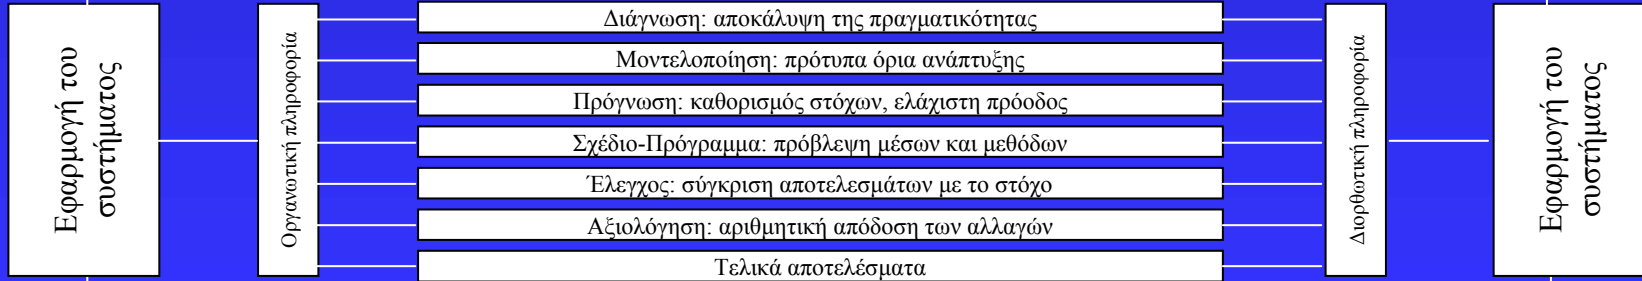 Εφαρμογή του
συστήματος
Οργανωτική πληροφορία
Διάγνωση: αποκάλυψη της πραγματικότητας
Μοντελοποίηση: πρότυπα όρια ανάπτυξης
Πρόγνωση: καθορισμός στόχων, ελάχιστη πρόοδος
Σχέδιο-Πρόγραμμα: πρόβλεψη μέσων και μεθόδων
Έλεγχος: σύγκριση αποτελεσμάτων με το στόχο
Αξιολόγηση: αριθμητική απόδοση των αλλαγών
Τελικά αποτελέσματα
Διορθωτική πληροφορία
Εφαρμογή του
συστήματος